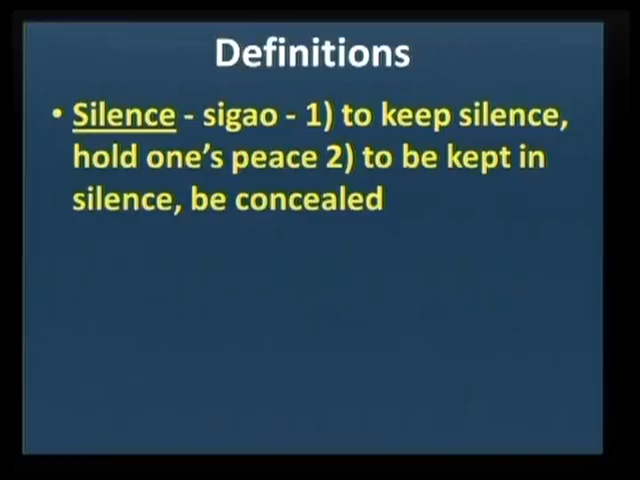 Definitions
• Silence - sigao - 1) to keep silence,
hold one's peace 2) to be kept in
silence, be concealed